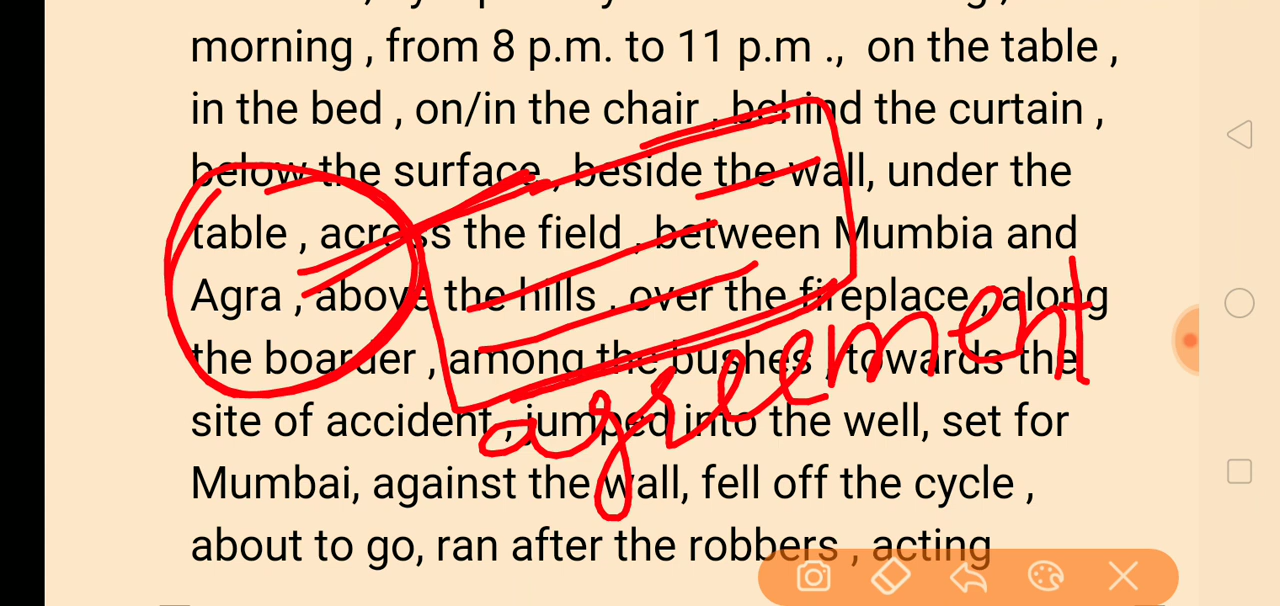 morning , from 8 p.m. to 11 p.m ., on the table ,
in the bed , on/in the chair , behind the curtain ,
below the surface , beside the wall, under the
table , across the field , between Mumbia and
Agra , above the hills , over the fireplace , along
the boarder , among the bushes , towards the
site of accident , jumped into the well, set for
Mumbai, against the wall, fell off the cycle ,
about to go, ran after the robbers , acting
agreement